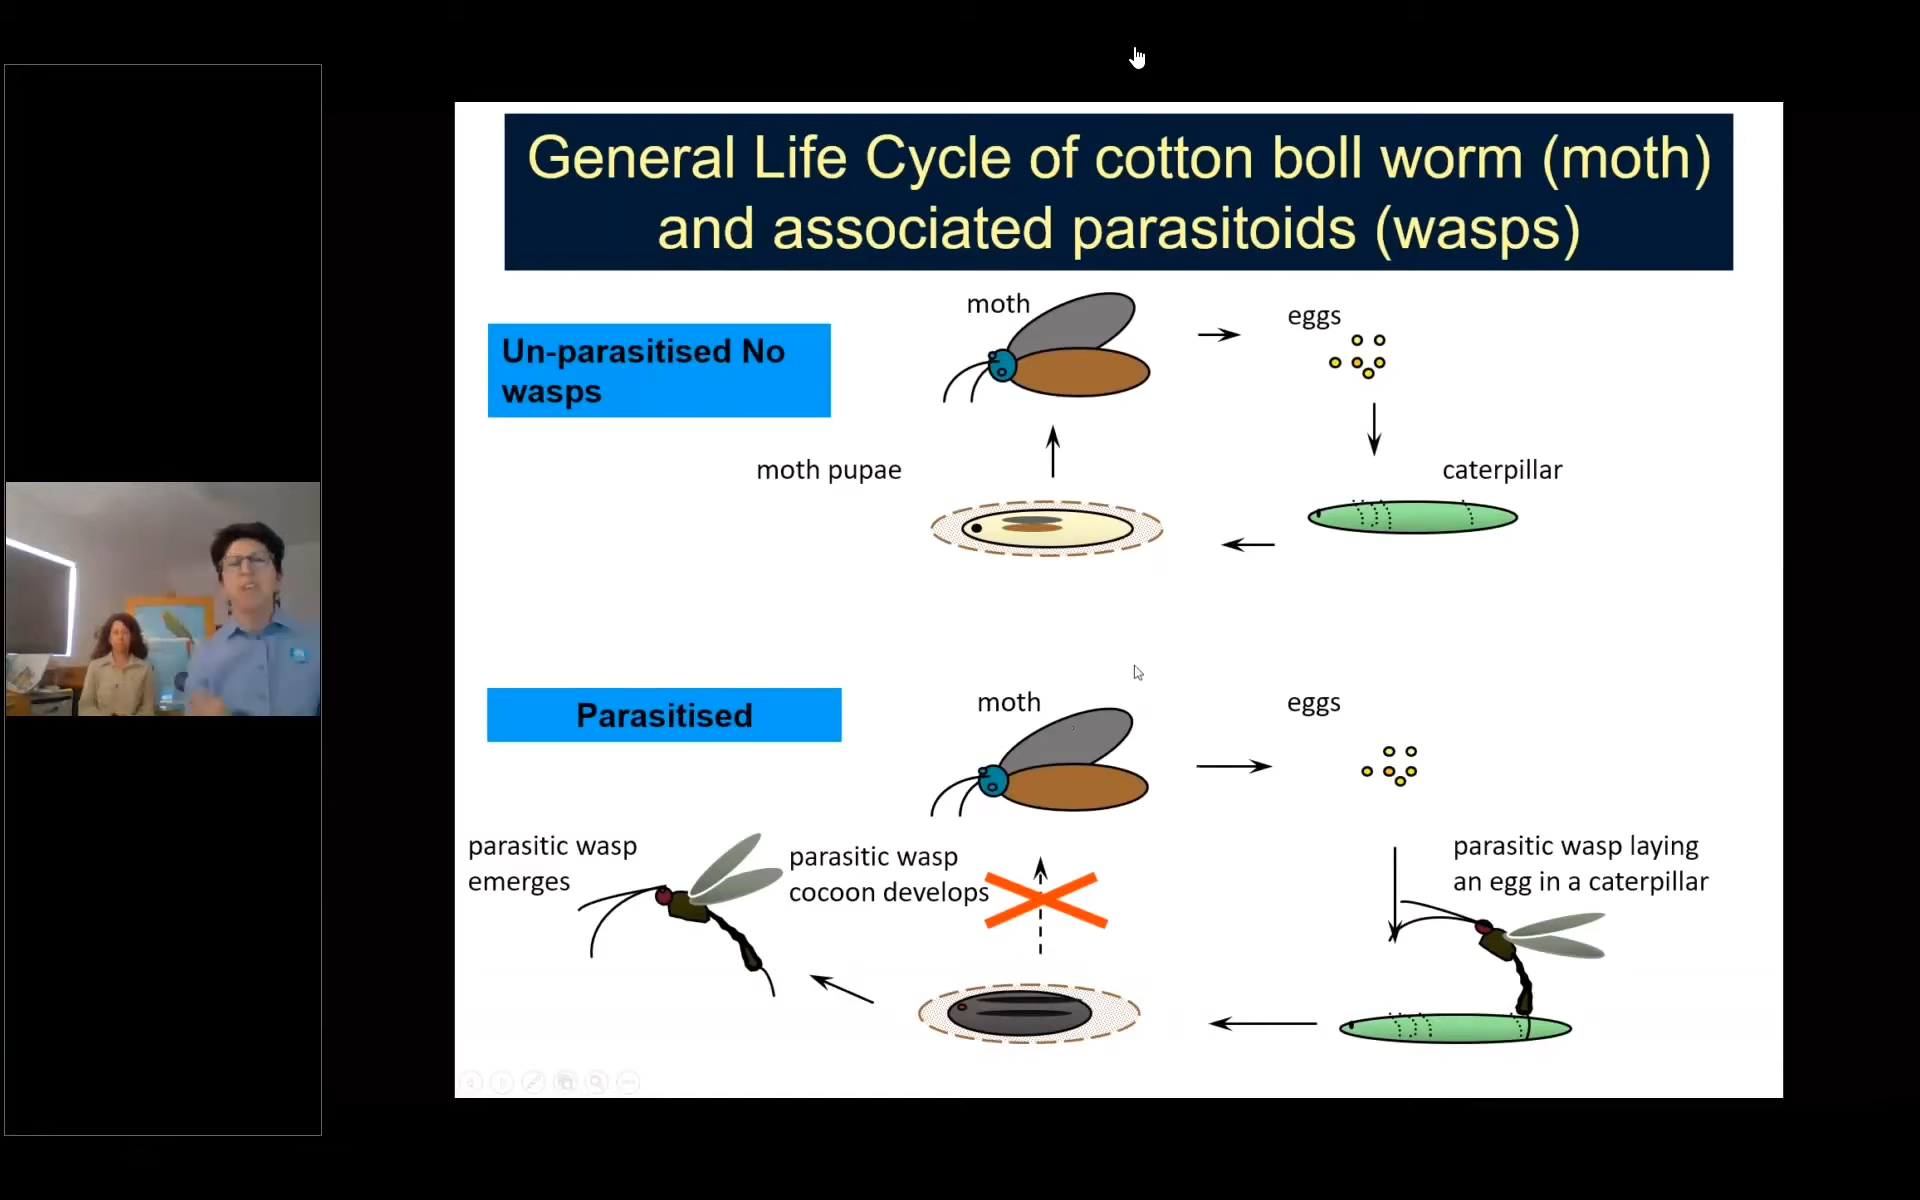 General Life Cycle of cotton boll worm (moth)
and associated parasitoids (wasps)
Un-parasitised No
wasps
moth
eggs
moth pupae
caterpillar
Parasitised
moth
eggs
parasitic wasp
emerges
parasitic wasp
cocoon develops
parasitic wasp laying
an egg in a caterpillar